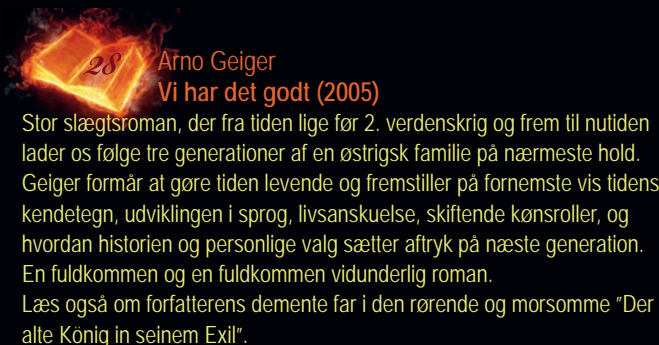 28
Arno Geiger
Vi har det godt (2005)
Stor slægtsroman, der fra tiden lige før 2. verdenskrig og frem til nutiden
lader os følge tre generationer af en østrigsk familie på nærmeste hold.
Geiger formår at gøre tiden levende og fremstiller på fornemste vis tidens
kendetegn, udviklingen i sprog, livsanskuelse, skiftende kønsroller, og
hvordan historien og personlige valg sætter aftryk på næste generation.
En fuldkommen og en fuldkommen vidunderlig roman.
Læs også om forfatterens demente far i den rørende og morsomme ”Der
alte König in seinem Exil”.